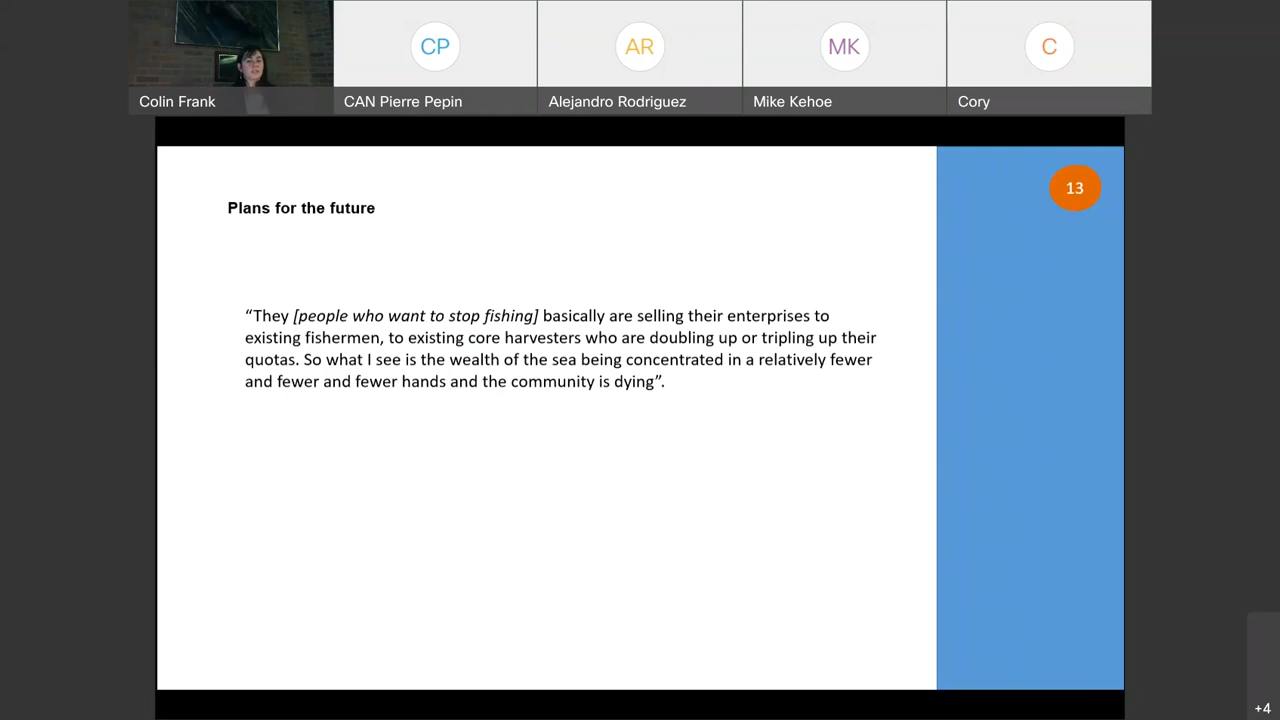 CP
AR
MK
C
Colin Frank
CAN Pierre Pepin
Alejandro Rodriguez
Mike Kehoe
Cory
13
Plans for the future
“They [people who want to stop fishing] basically are selling their enterprises to
existing fishermen, to existing core harvesters who are doubling up or tripling up their
quotas. So what I see is the wealth of the sea being concentrated in a relatively fewer
and fewer and fewer hands and the community is dying”.
+4